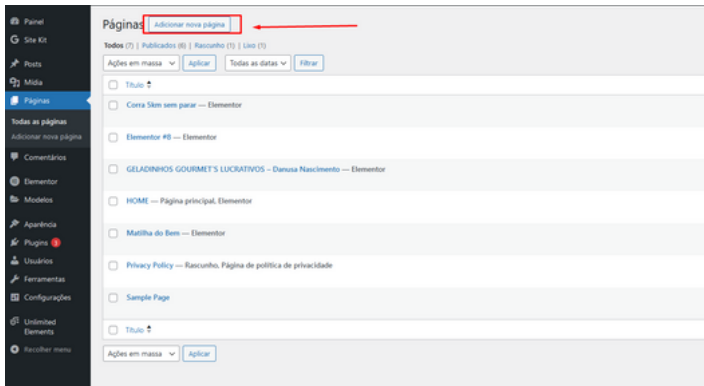 Painel
Site Kit
Posts
Mídia
Páginas
Todas as páginas
Adicionar nova página
Comentários
Elementor
Modelos
Aparência
Plugins 3
Usuários
Ferramentas
Configurações
Unlimited
Elements
Recolher menu
Páginas Adicionar nova página
Todos (7) | Publicados (6) | Rascunho (1) | Lixo (1)
Ações em massa Aplicar Todas as datas Filtrar
Título
Corra 5km sem parar — Elementor
Elementor #8 — Elementor
GELADINHOS GOURMET'S LUCRATIVOS – Danusa Nascimento — Elementor
HOME — Página principal, Elementor
Matilha do Bem — Elementor
Privacy Policy — Rascunho, Página de política de privacidade
Sample Page
Título
Ações em massa Aplicar